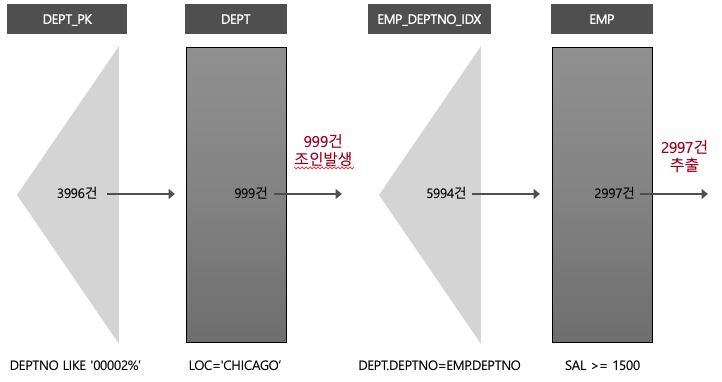 DEPT_PK
DEPT
EMP_DEPTNO_IDX
EMP
999건
조인발생
2997건
추출
3996건
999건
5994건
2997건
DEPTNO LIKE '00002%’
LOC='CHICAGO’
DEPT.DEPTNO=EMP.DEPTNO
SAL >= 1500